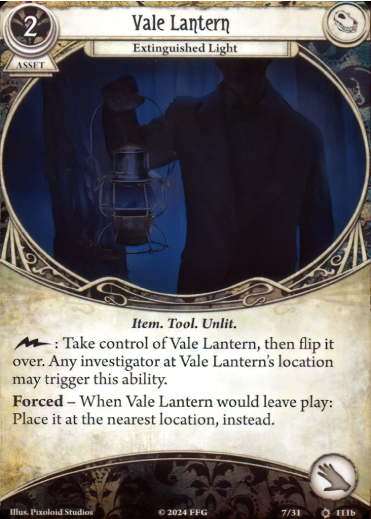 2
Vale Lantern
ASSET
Extinguished Light
Item. Tool. Unlit.
: Take control of Vale Lantern, then flip it
over. Any investigator at Vale Lantern's location
may trigger this ability.
Forced – When Vale Lantern would leave play:
Place it at the nearest location, instead.
Illus. Pixoloid Studios
© 2024 FFG
7/31
111b